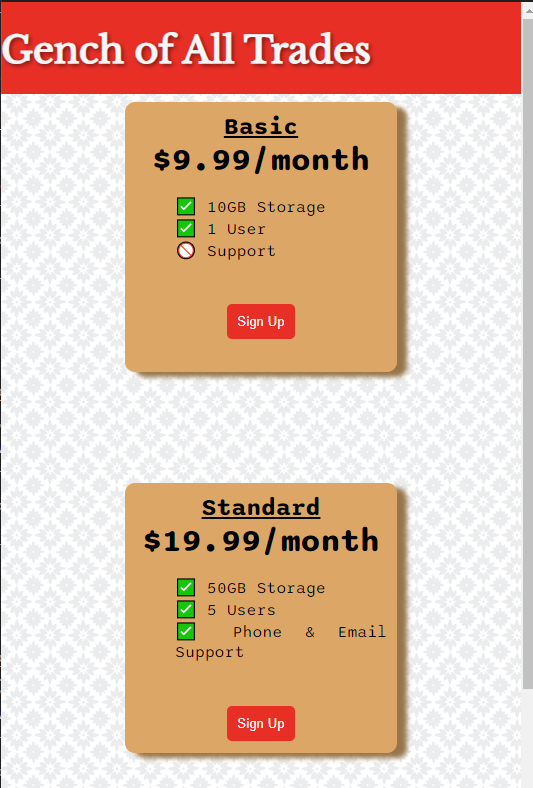 Gench of All Trades
Basic
$9.99/month
✅ 10GB Storage
✅ 1 User
🚫 Support
Sign Up
Standard
$19.99/month
✅ 50GB Storage
✅ 5 Users
✅ Phone & Email
Support
Sign Up